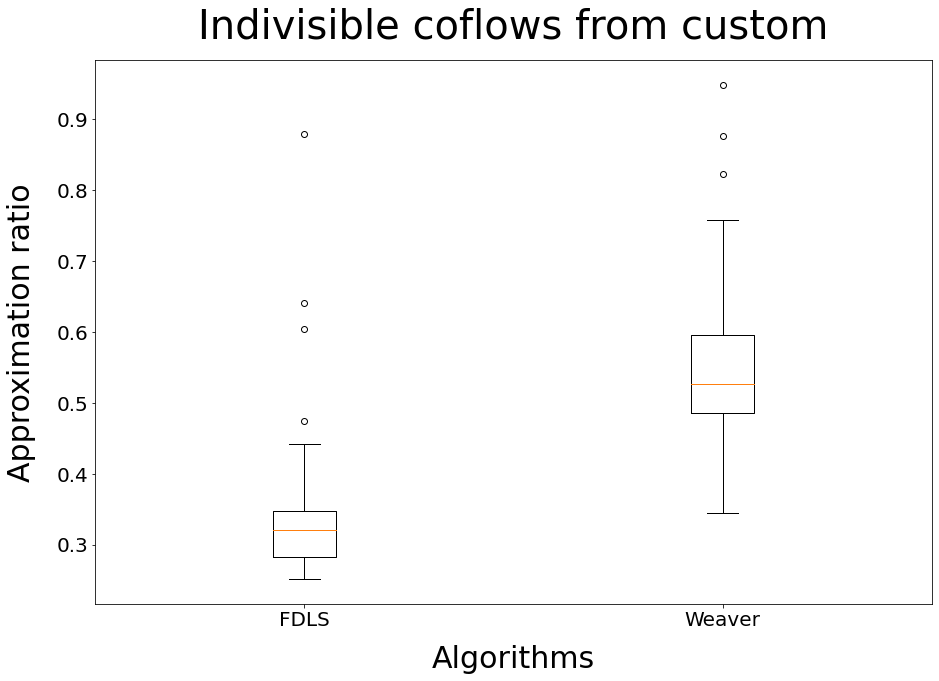 Indivisible coflows from custom
Approximation ratio
0.9
0.8
0.7
0.6
0.5
0.4
0.3
FDLS
Weaver
Algorithms